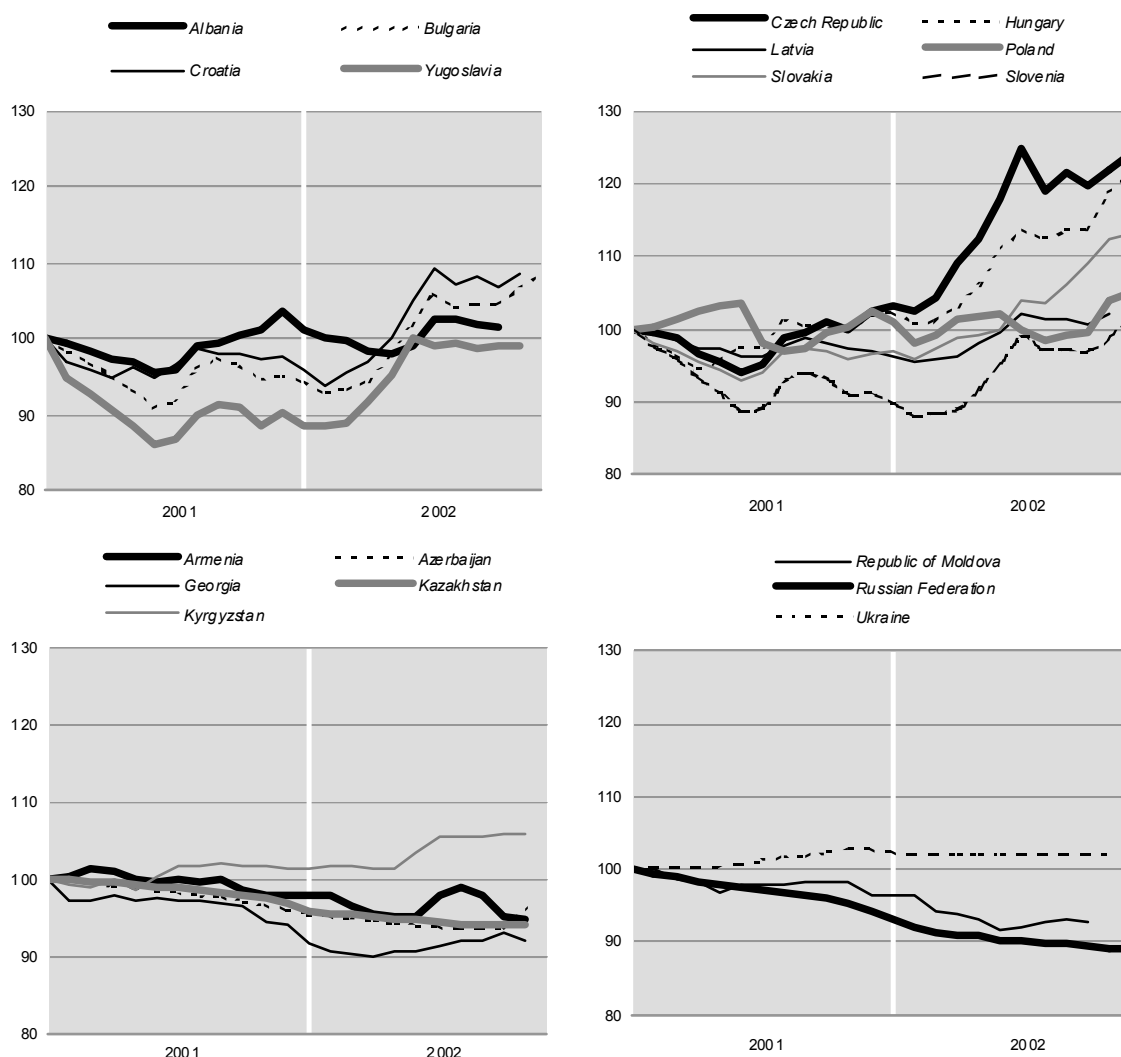 Albania Bulgaria
Croatia Yugoslavia
130
120
110
100
90
80
2001 2002
Czech Republic Hungary
Latvia Poland
Slovakia Slovenia
130
120
110
100
90
80
2001 2002
Armenia Azerbaijan
Georgia Kazakhstan
Kyrgyzstan
130
120
110
100
90
80
2001 2002
Republic of Moldova
Russian Federation
Ukraine
130
120
110
100
90
80
2001 2002